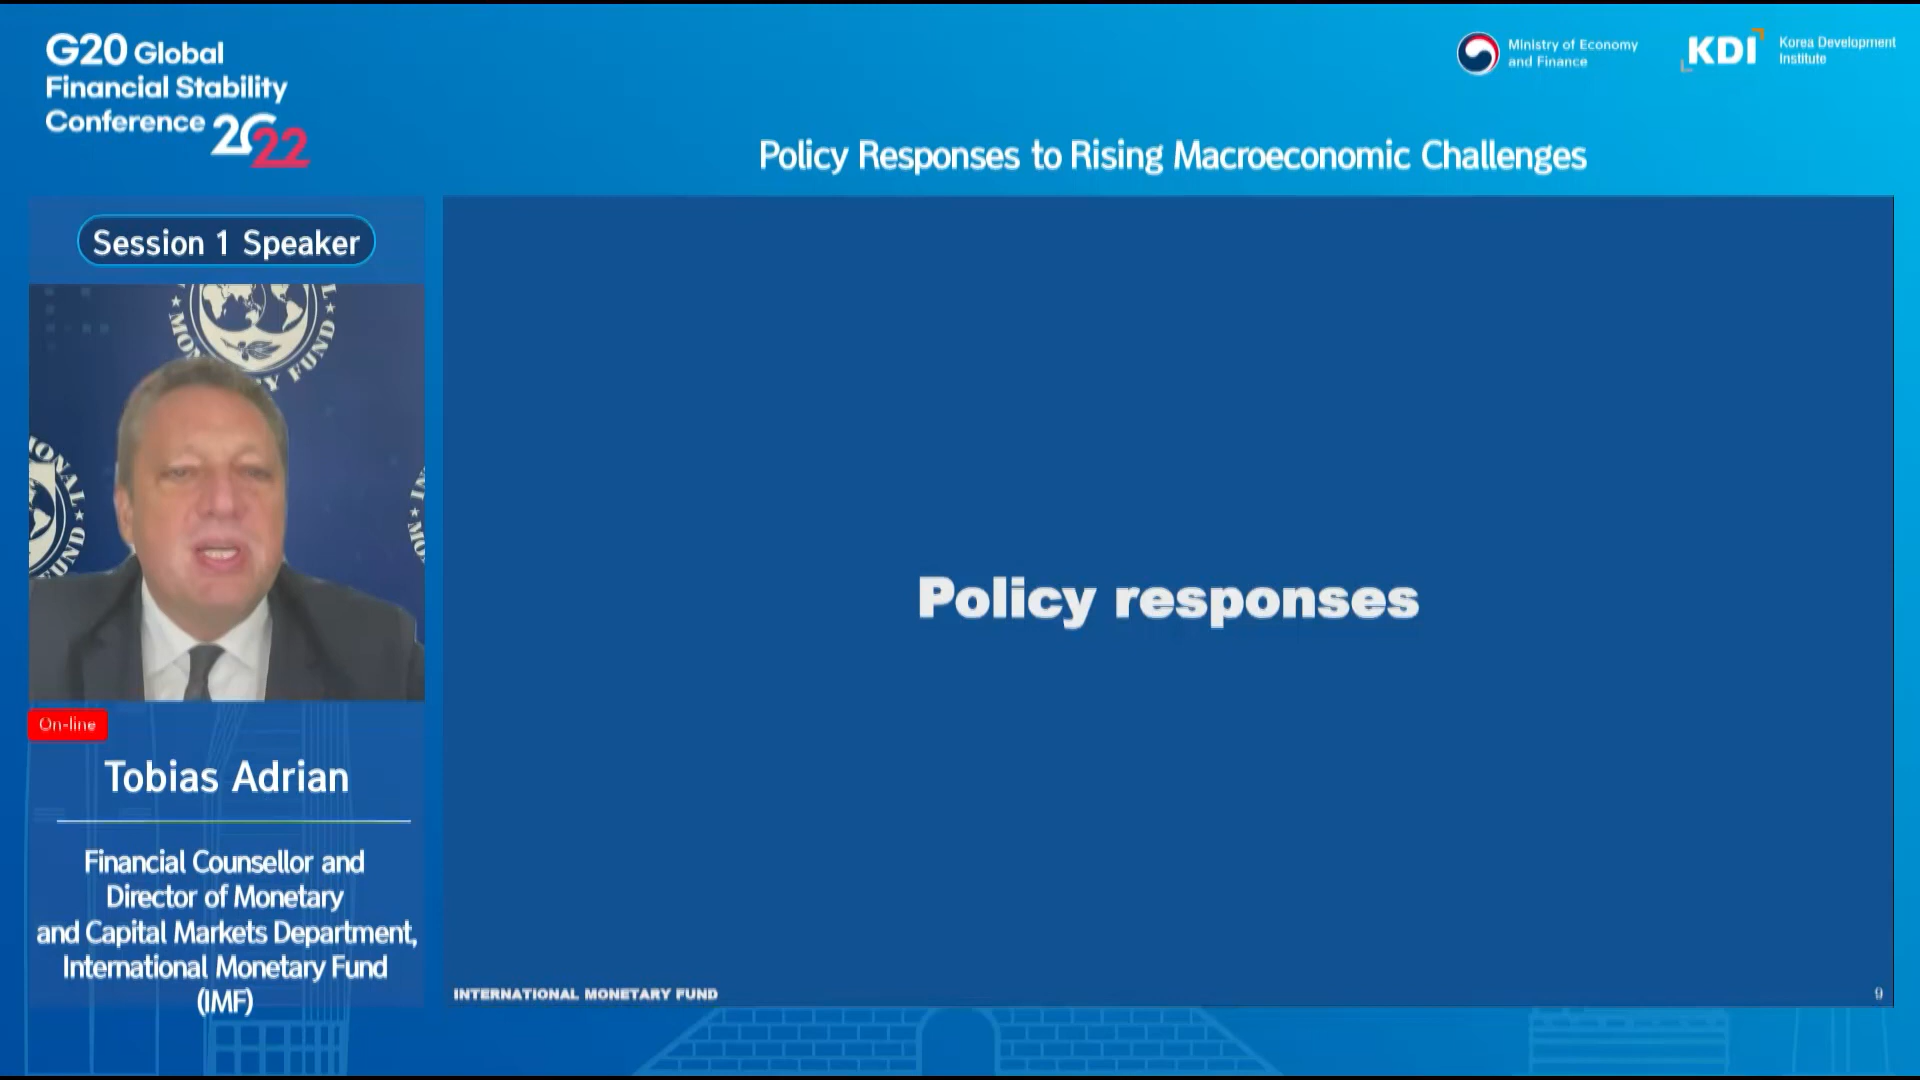 G20 Global
Financial Stability
Conference 2022
Ministry of Economy
and Finance
KDI
Korea Development
Institute
Policy Responses to Rising Macroeconomic Challenges
Session 1 Speaker
MONETARY FUND
On-line
Tobias Adrian
Financial Counsellor and
Director of Monetary
and Capital Markets Department,
International Monetary Fund
(IMF)
Policy responses
INTERNATIONAL MONETARY FUND
9